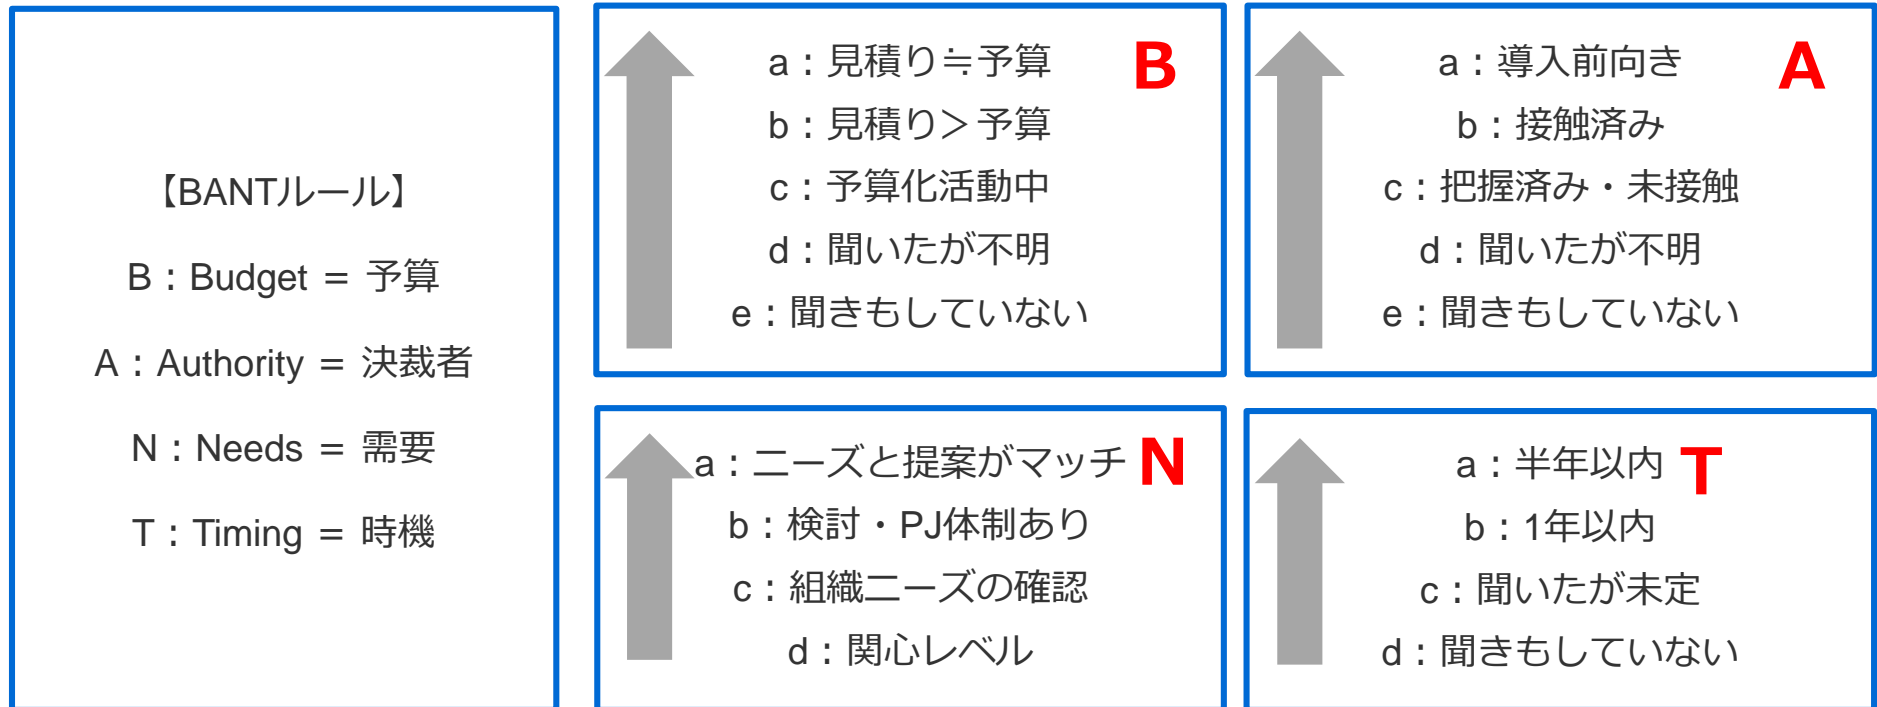 【BANTルール】
B：Budget ＝ 予算
A：Authority ＝ 決裁者
N：Needs ＝ 需要
T：Timing ＝ 時機
B
a：見積り≒予算
b：見積り＞予算
c：予算化活動中
d：聞いたが不明
e：聞きもしていない
A
a：導入前向き
b：接触済み
c：把握済み・未接触
d：聞いたが不明
e：聞きもしていない
N
a：ニーズと提案がマッチ
b：検討・PJ体制あり
c：組織ニーズの確認
d：関心レベル
T
a：半年以内
b：1年以内
c：聞いたが未定
d：聞きもしていない